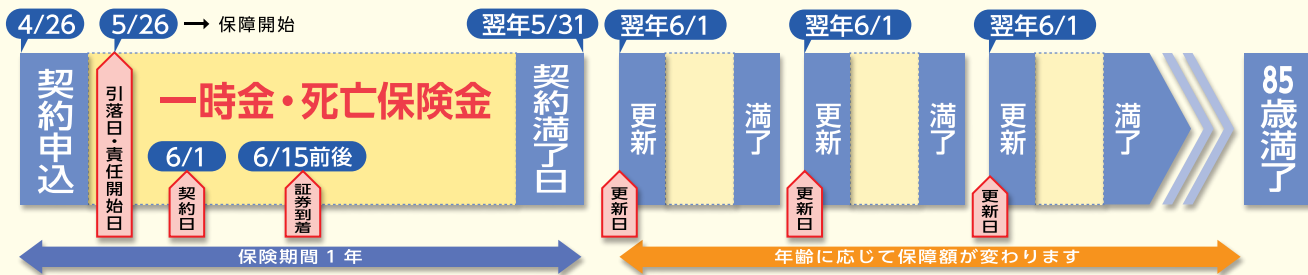 4/26
5/26 → 保障開始
翌年5/31
翌年6/1
翌年6/1
翌年6/1
契約申込
引落日・責任開始日
一時金・死亡保険金
6/1
契約日
6/15前後
証券到着
契約満了日
更新
更新日
満了
更新
更新日
満了
更新
更新日
満了
85歳満了
保険期間1年
年齢に応じて保障額が変わります